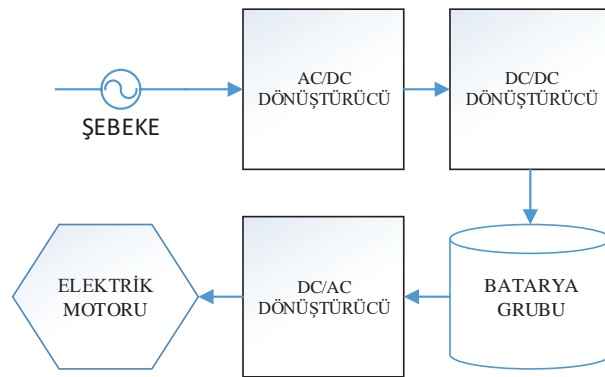 AC/DC
DÖNÜŞTÜRÜCÜ
DC/DC
DÖNÜŞTÜRÜCÜ
ŞEBEKE
ELEKTRİK
MOTORU
DC/AC
DÖNÜŞTÜRÜCÜ
BATARYA
GRUBU